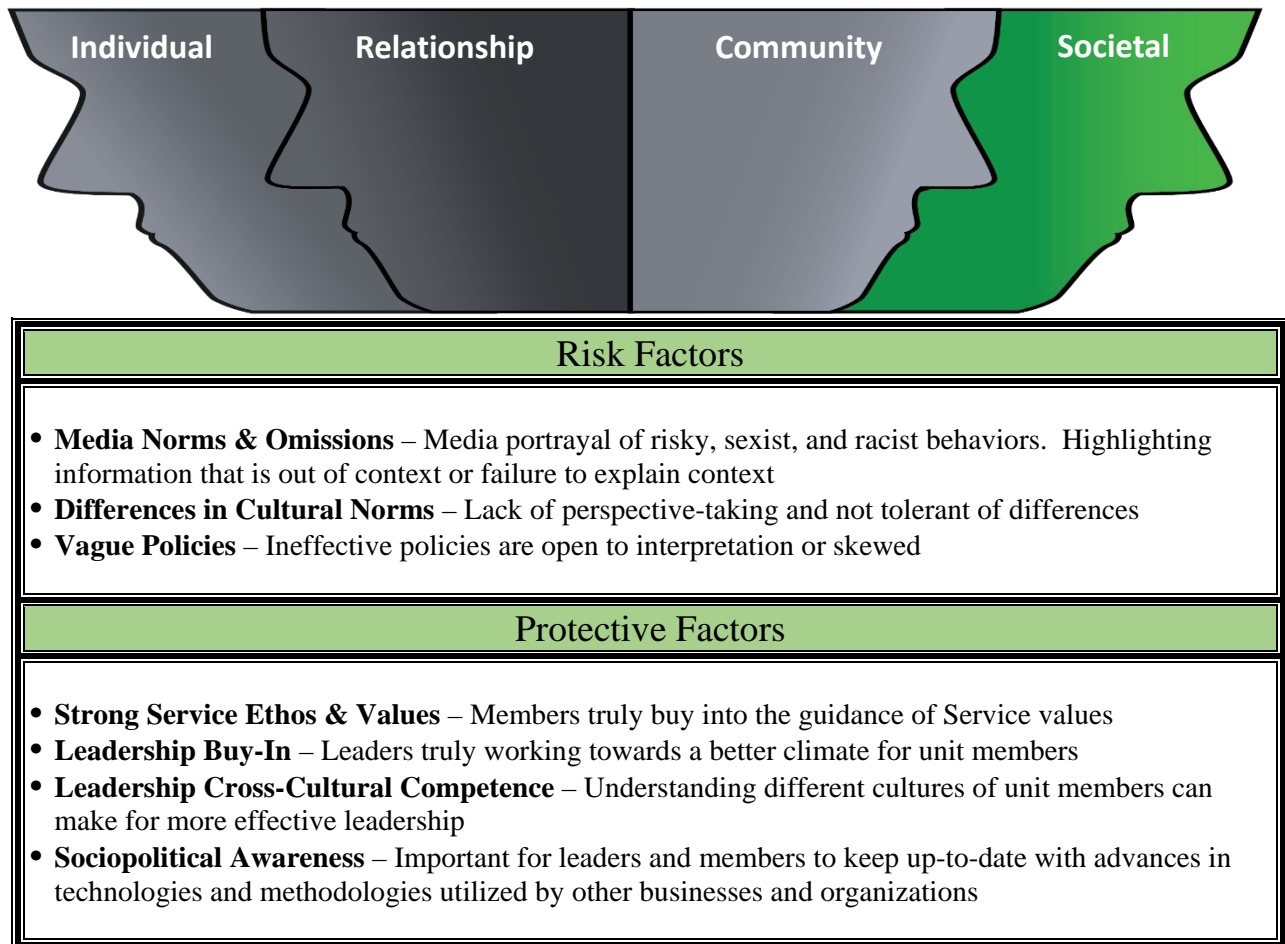 Individual Relationship Community Societal
Risk Factors
• Media Norms & Omissions – Media portrayal of risky, sexist, and racist behaviors.  Highlighting
information that is out of context or failure to explain context
• Differences in Cultural Norms – Lack of perspective-taking and not tolerant of differences
• Vague Policies – Ineffective policies are open to interpretation or skewed
Protective Factors
• Strong Service Ethos & Values – Members truly buy into the guidance of Service values
• Leadership Buy-In – Leaders truly working towards a better climate for unit members
• Leadership Cross-Cultural Competence – Understanding different cultures of unit members can
make for more effective leadership
• Sociopolitical Awareness – Important for leaders and members to keep up-to-date with advances in
technologies and methodologies utilized by other businesses and organizations